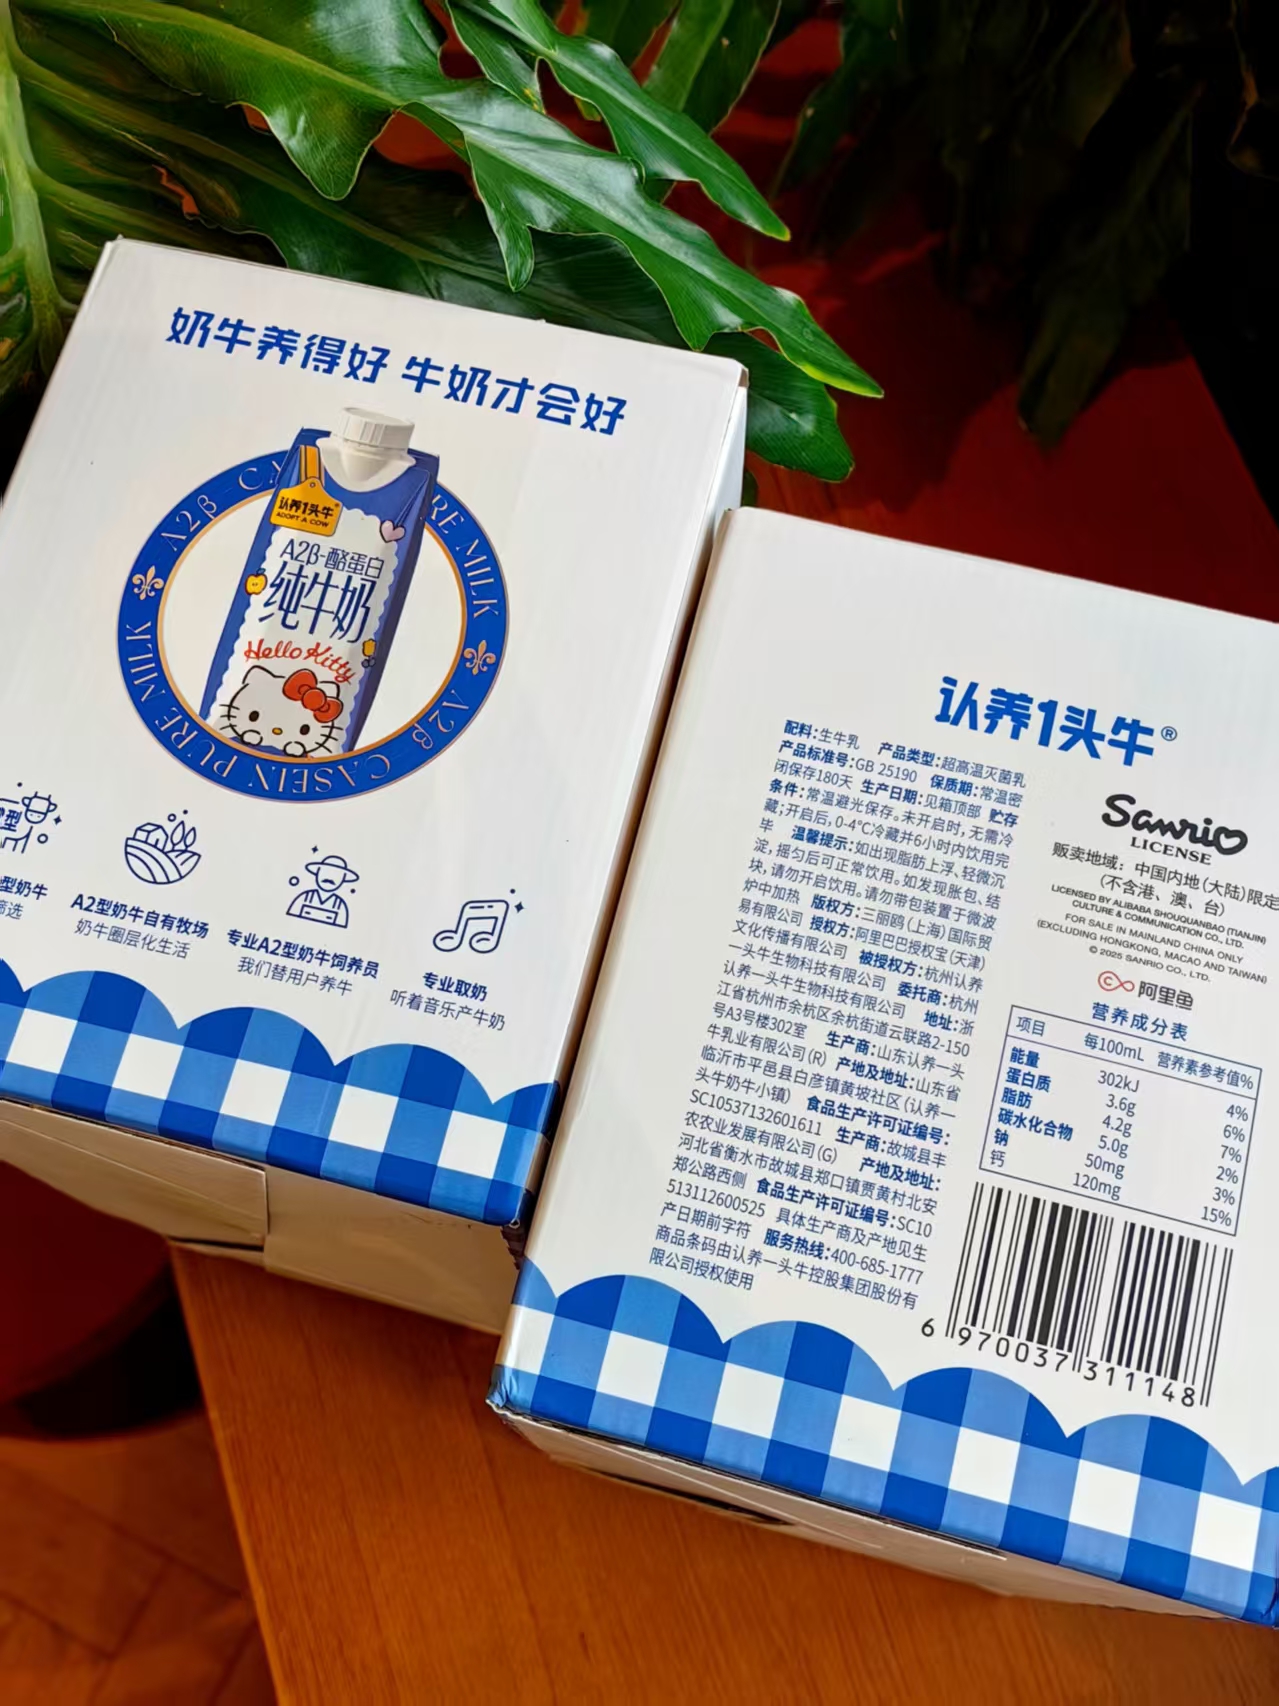 奶牛养得好 牛奶才会好
认养1头牛
ADOPT A COW
A2β-酪蛋白
纯牛奶
Hello Kitty
A2β-CA
RE MILK
A2β
CASEIN PURE MILK
型奶牛
筛选
A2型奶牛自有牧场
奶牛圈层化生活
专业A2型奶牛饲养员
我们替用户养牛
专业取奶
听着音乐产牛奶
认养1头牛®
配料:生牛乳 产品类型:超高温灭菌乳
产品标准号:GB 25190 保质期:常温密
闭保存180天 生产日期:见箱顶部 贮存
条件:常温避光保存。未开启时,无需冷
藏;开启后,0-4℃冷藏并6小时内饮用完
毕 温馨提示:如出现脂肪上浮、轻微沉
淀,摇匀后可正常饮用。如发现胀包、结
块,请勿开启饮用。请勿带包装置于微波
炉中加热 版权方:三丽鸥(上海)国际贸
易有限公司 授权方:阿里巴巴授权宝(天津)
文化传播有限公司 被授权方:杭州认养
一头牛生物科技有限公司 委托商:杭州
认养一头牛生物科技有限公司 地址:浙
江省杭州市余杭区余杭街道云联路2-150
号A3号楼302室 生产商:山东认养一头
牛乳业有限公司(R) 产地及地址:山东省
临沂市平邑县白彦镇黄坡社区(认养一
头牛奶牛小镇) 食品生产许可证编号:
SC10537132601611 生产商:故城县丰
农农业发展有限公司(G) 产地及地址:
河北省衡水市故城县郑口镇贾黄村北安
郑公路西侧 食品生产许可证编号:SC10
513112600525 具体生产商及产地见生
产日期前字符 服务热线:400-685-1777
商品条码由认养一头牛控股集团股份有
限公司授权使用
Sanrio
LICENSE
贩卖地域：中国内地(大陆)限定
(不含港、澳、台)
LICENSED BY ALIBABA SHOUQUANBAO (TIANJIN)
CULTURE & COMMUNICATION CO., LTD.
FOR SALE IN MAINLAND CHINA ONLY
(EXCLUDING HONGKONG, MACAO AND TAIWAN)
© 2025 SANRIO CO., LTD.
阿里鱼
营养成分表
项目 每100mL 营养素参考值%
能量 302kJ 4%
蛋白质 3.6g 6%
脂肪 4.2g 7%
碳水化合物 5.0g 2%
钠 50mg 3%
钙 120mg 15%
6 970037 311148